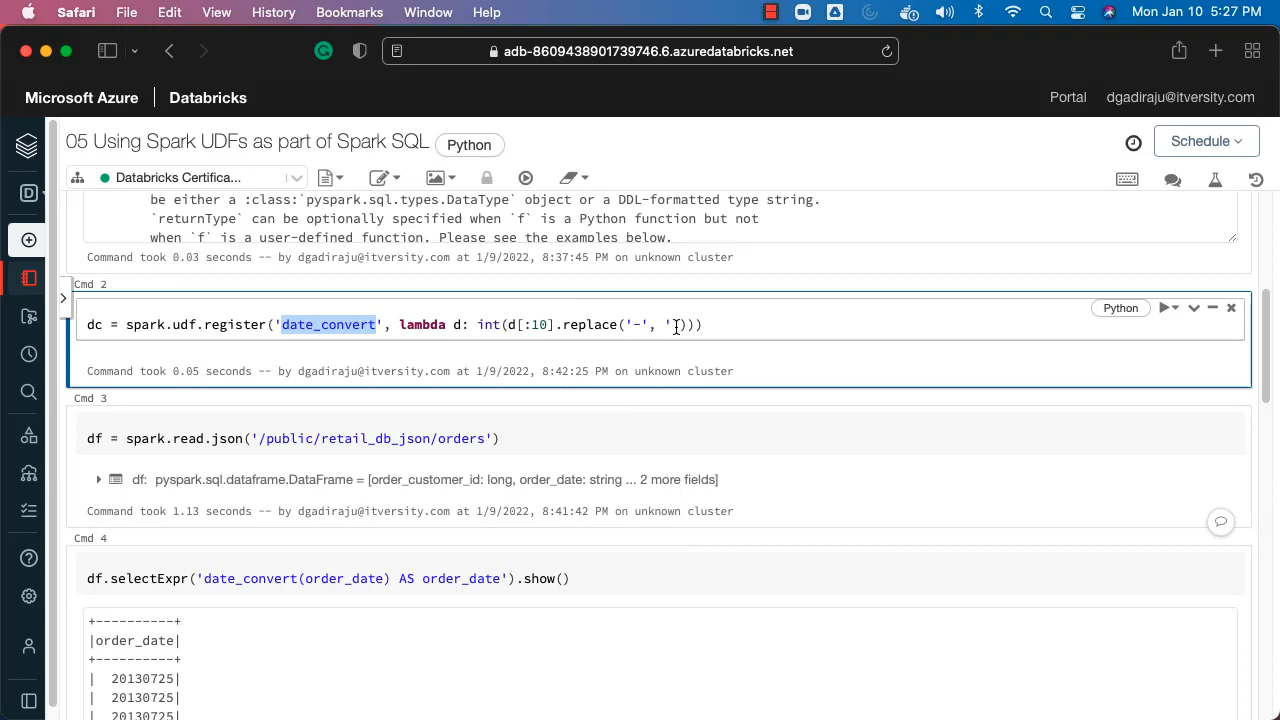 Safari File Edit View History Bookmarks Window Help Mon Jan 10 5:27 PM
adb-8609438901739746.6.azuredatabricks.net
Microsoft Azure Databricks Portal dgadiraju@itversity.com
05 Using Spark UDFs as part of Spark SQL Python Schedule
Databricks Certifica...
be either a :class:`pyspark.sql.types.DataType` object or a DDL-formatted type string.
`returnType` can be optionally specified when `f` is a Python function but not
when `f` is a user-defined function. Please see the examples below.
Command took 0.03 seconds -- by dgadiraju@itversity.com at 1/9/2022, 8:37:45 PM on unknown cluster
Cmd 2
Python
dc = spark.udf.register('date_convert', lambda d: int(d[:10].replace('-', '')))
Command took 0.05 seconds -- by dgadiraju@itversity.com at 1/9/2022, 8:42:25 PM on unknown cluster
Cmd 3
df = spark.read.json('/public/retail_db_json/orders')
df: pyspark.sql.dataframe.DataFrame = [order_customer_id: long, order_date: string ... 2 more fields]
Command took 1.13 seconds -- by dgadiraju@itversity.com at 1/9/2022, 8:41:42 PM on unknown cluster
Cmd 4
df.selectExpr('date_convert(order_date) AS order_date').show()
+----------+
|order_date|
+----------+
| 20130725|
| 20130725|
| 20130725|